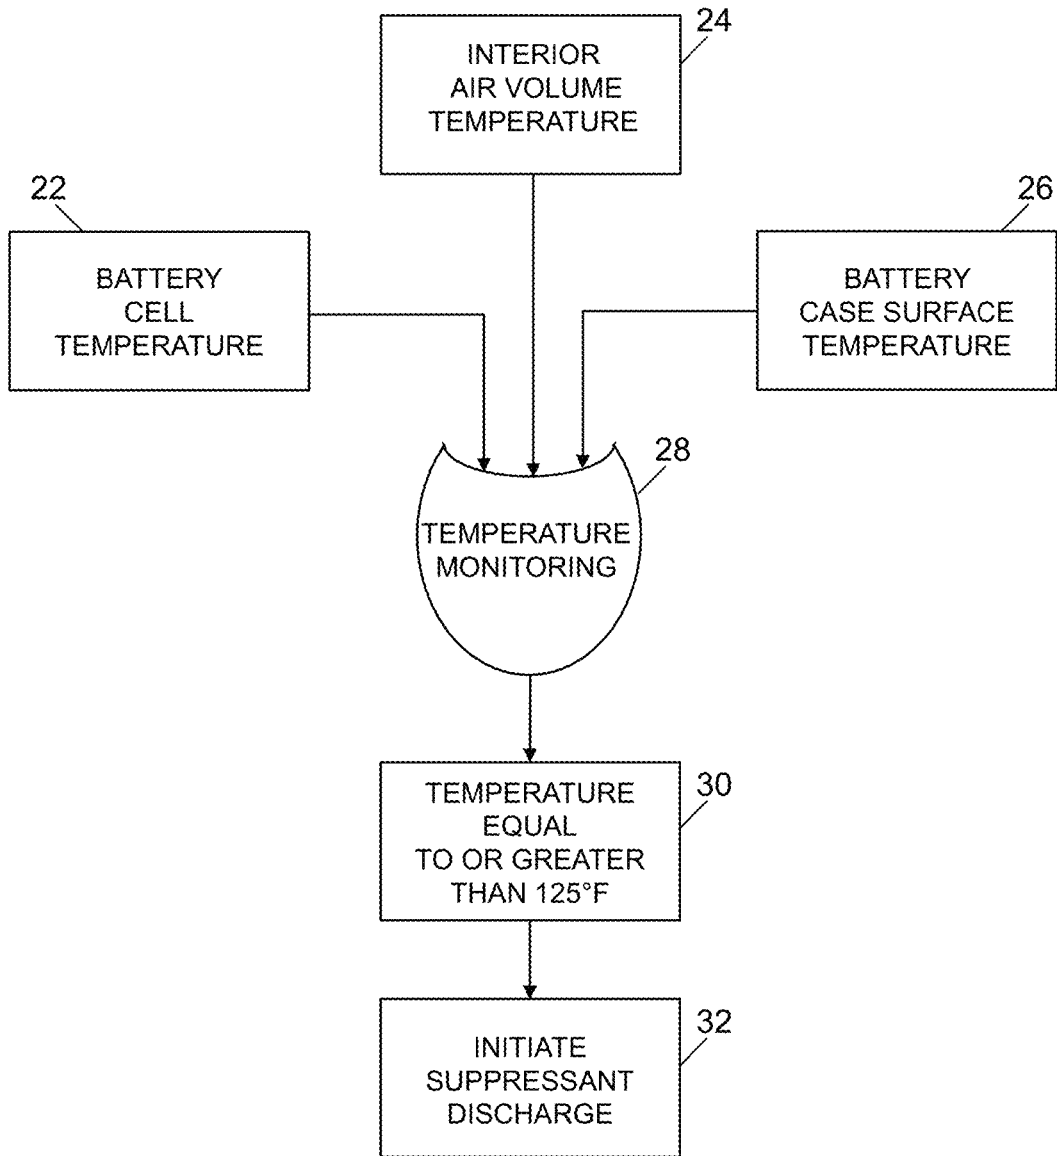 24
INTERIOR
AIR VOLUME
TEMPERATURE
22
BATTERY
CELL
TEMPERATURE
26
BATTERY
CASE SURFACE
TEMPERATURE
28
TEMPERATURE
MONITORING
30
TEMPERATURE
EQUAL
TO OR GREATER
THAN 125°F
32
INITIATE
SUPPRESSANT
DISCHARGE